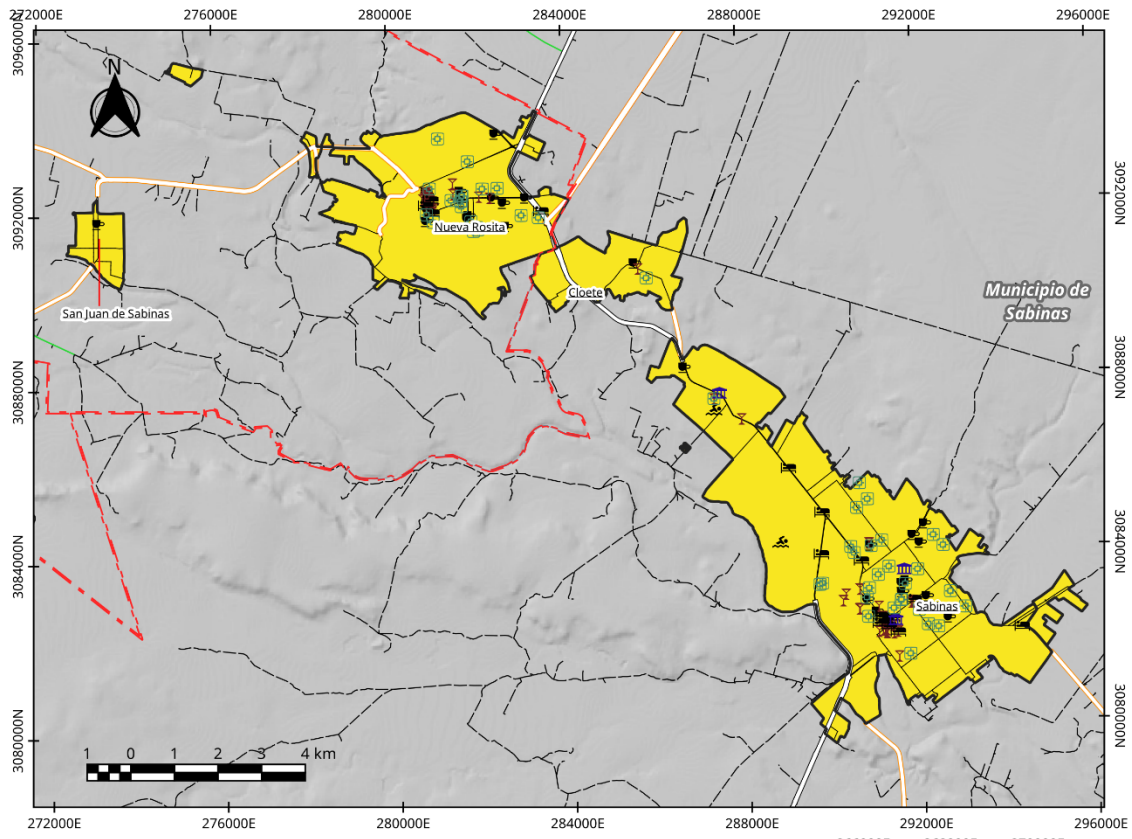 272000E 276000E 280000E 284000E 288000E 292000E 296000E
3096000N
N
3092000N
3092000N
Nueva Rosita
Municipio de
Sabinas
Cloete
San Juan de Sabinas
3088000N
3088000N
3084000N
3084000N
Sabinas
3080000N
3080000N
1 0 1 2 3 4 km
272000E 276000E 280000E 284000E 288000E 292000E 296000E